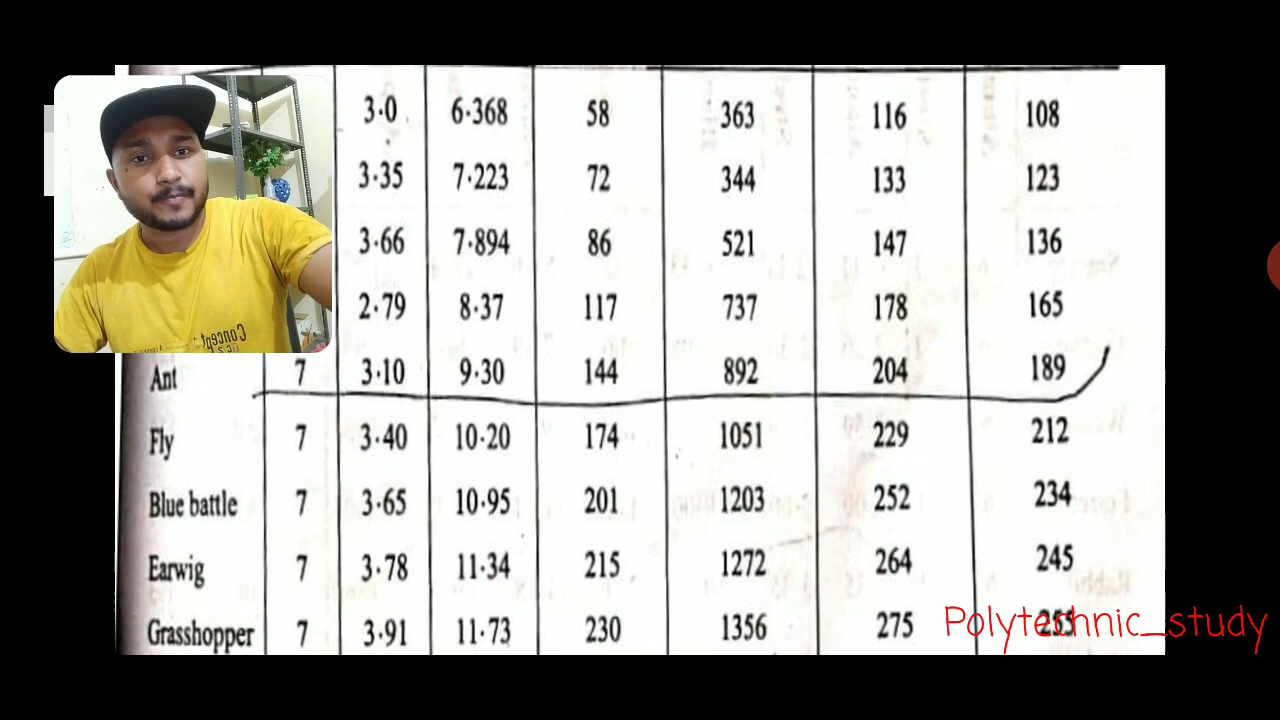 3·0 6·368 58 363 116 108
3·35 7·223 72 344 133 123
3·66 7·894 86 521 147 136
2·79 8·37 117 737 178 165
Ant 7 3·10 9·30 144 892 204 189
Fly 7 3·40 10·20 174 1051 229 212
Blue battle 7 3·65 10·95 201 1203 252 234
Earwig 7 3·78 11·34 215 1272 264 245
Grasshopper 7 3·91 11·73 230 1356 275 255
Polytechnic_study
Concept